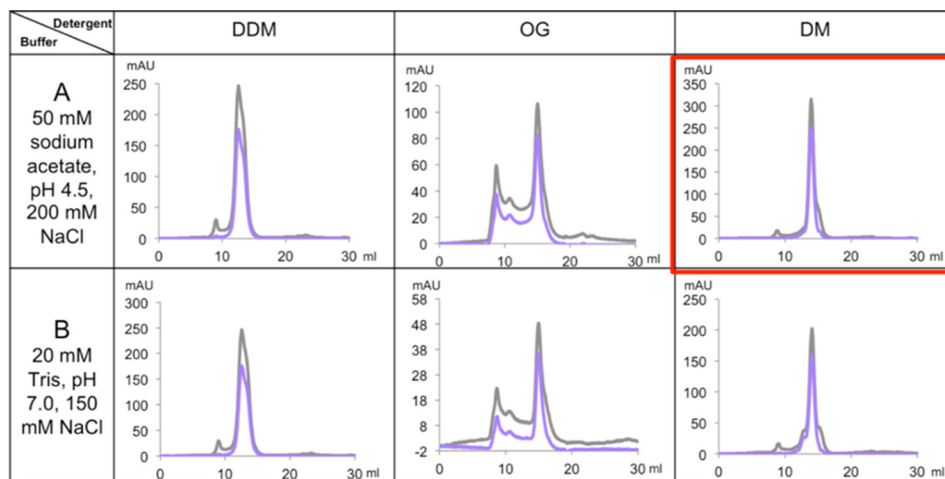 Detergent
Buffer
DDM
OG
DM
A
50 mM
sodium
acetate,
pH 4.5,
200 mM
NaCl
mAU
250
200
150
100
50
0
0 10 20 30 ml
mAU
120
100
80
60
40
20
0
0 10 20 30 ml
mAU
350
300
250
200
150
100
50
0
0 10 20 30 ml
B
20 mM
Tris, pH
7.0, 150
mM NaCl
mAU
300
250
200
150
100
50
0
0 10 20 30 ml
mAU
58
48
38
28
18
8
-2
0 10 20 30 ml
mAU
250
200
150
100
50
0
0 10 20 30 ml